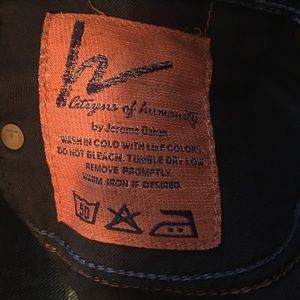 Citizens of humanity
by Jerome Dahan
WASH IN COLD WITH LIKE COLORS
DO NOT BLEACH. TUMBLE DRY LOW
REMOVE PROMPTLY.
WARM IRON IF DESIRED.
50